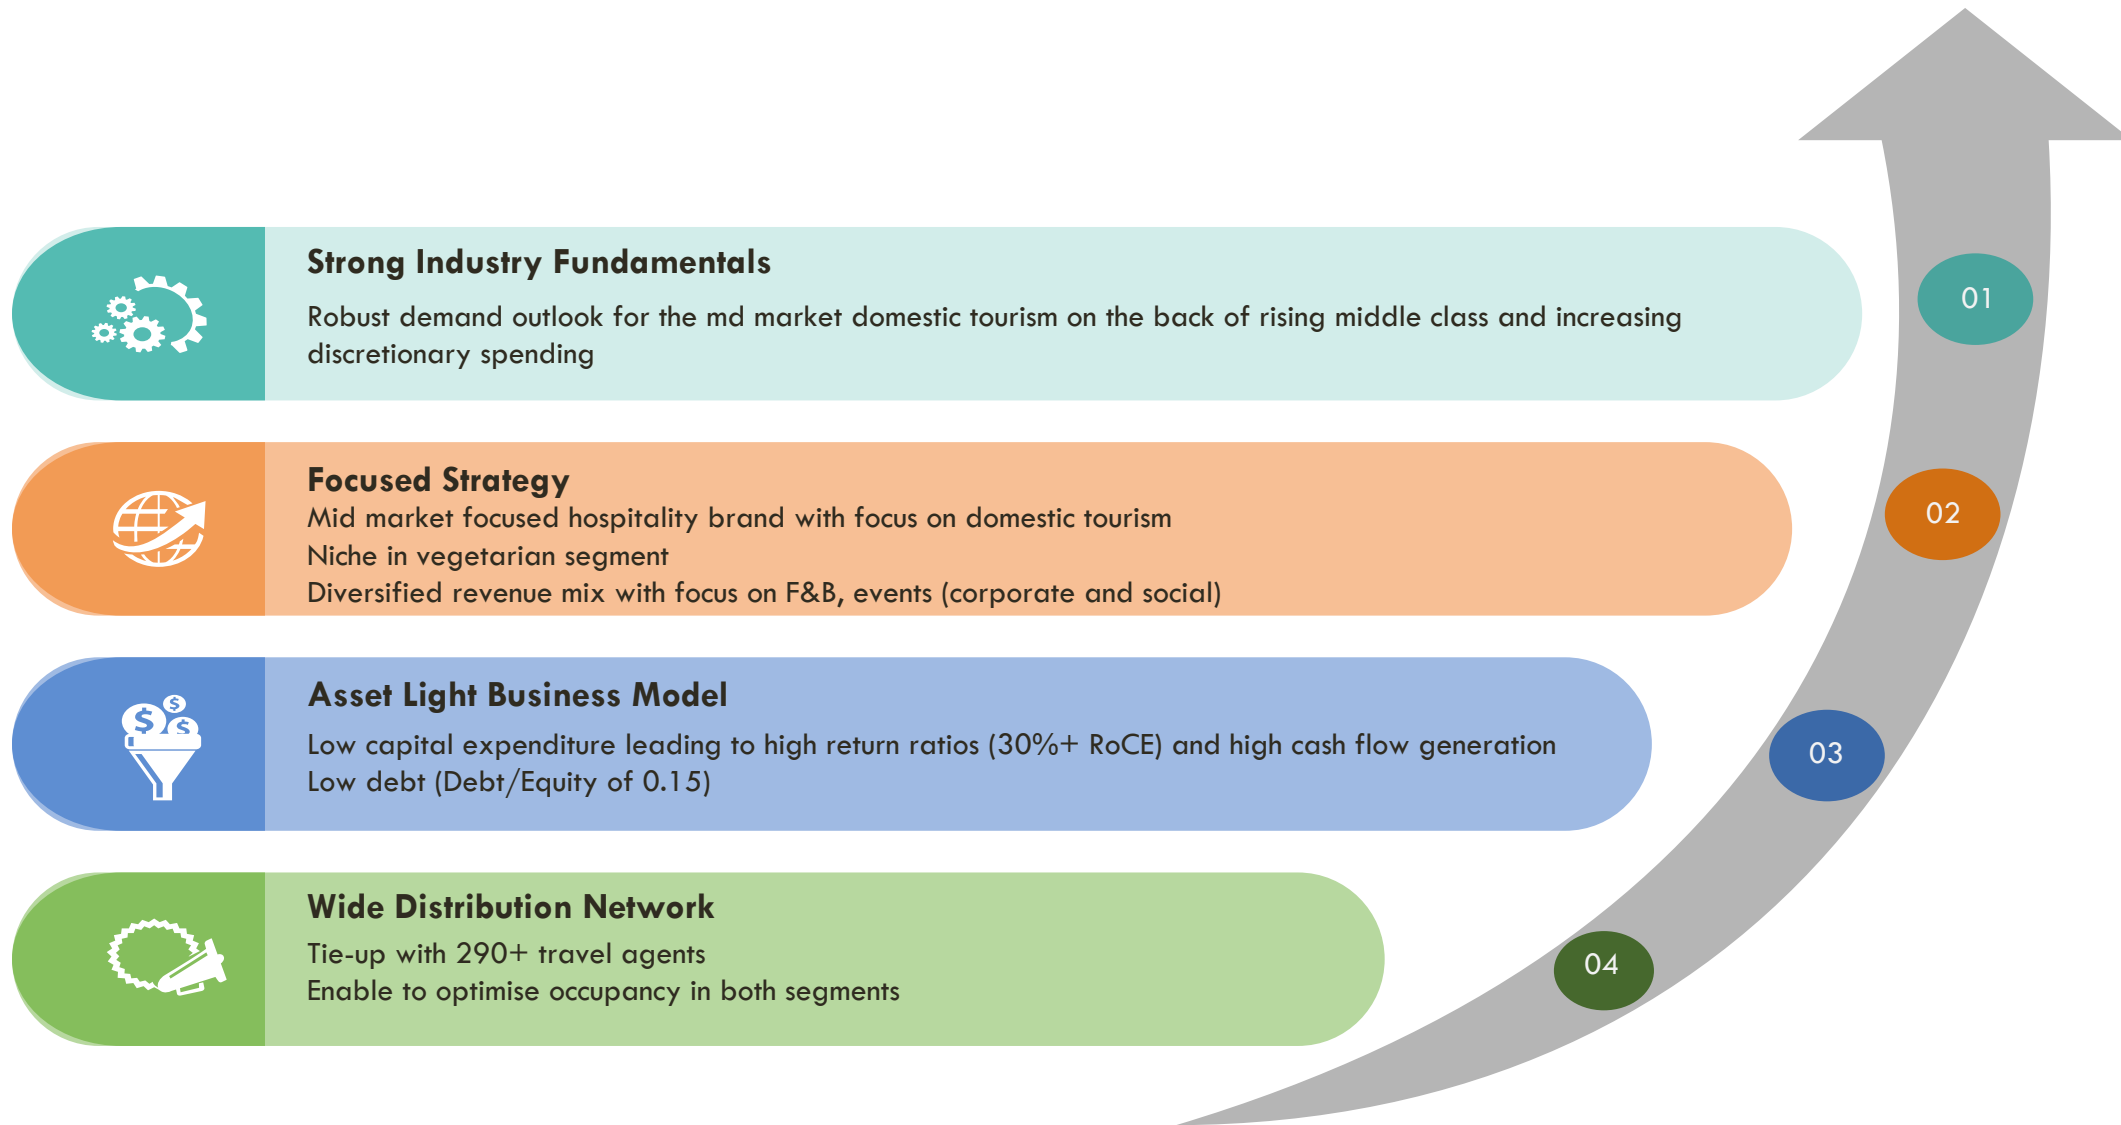 Strong Industry Fundamentals
Robust demand outlook for the md market domestic tourism on the back of rising middle class and increasing
discretionary spending
01
Focused Strategy
Mid market focused hospitality brand with focus on domestic tourism
Niche in vegetarian segment
Diversified revenue mix with focus on F&B, events (corporate and social)
02
Asset Light Business Model
Low capital expenditure leading to high return ratios (30%+ RoCE) and high cash flow generation
Low debt (Debt/Equity of 0.15)
03
Wide Distribution Network
Tie-up with 290+ travel agents
Enable to optimise occupancy in both segments
04
$
$
$